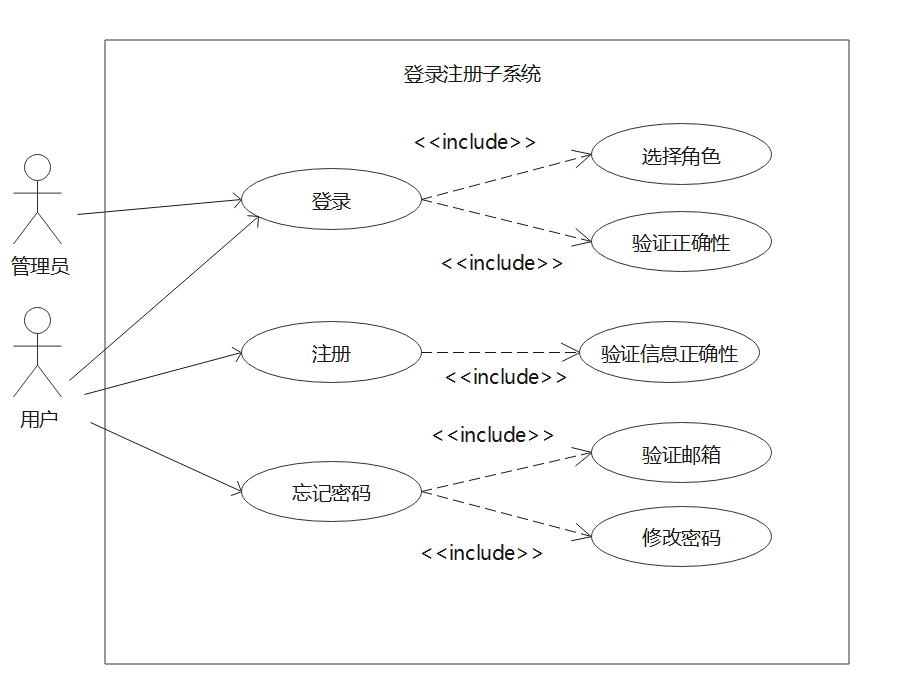 登录注册子系统
<<include>>
选择角色
登录
验证正确性
管理员
<<include>>
注册
验证信息正确性
<<include>>
用户
<<include>>
验证邮箱
忘记密码
修改密码
<<include>>